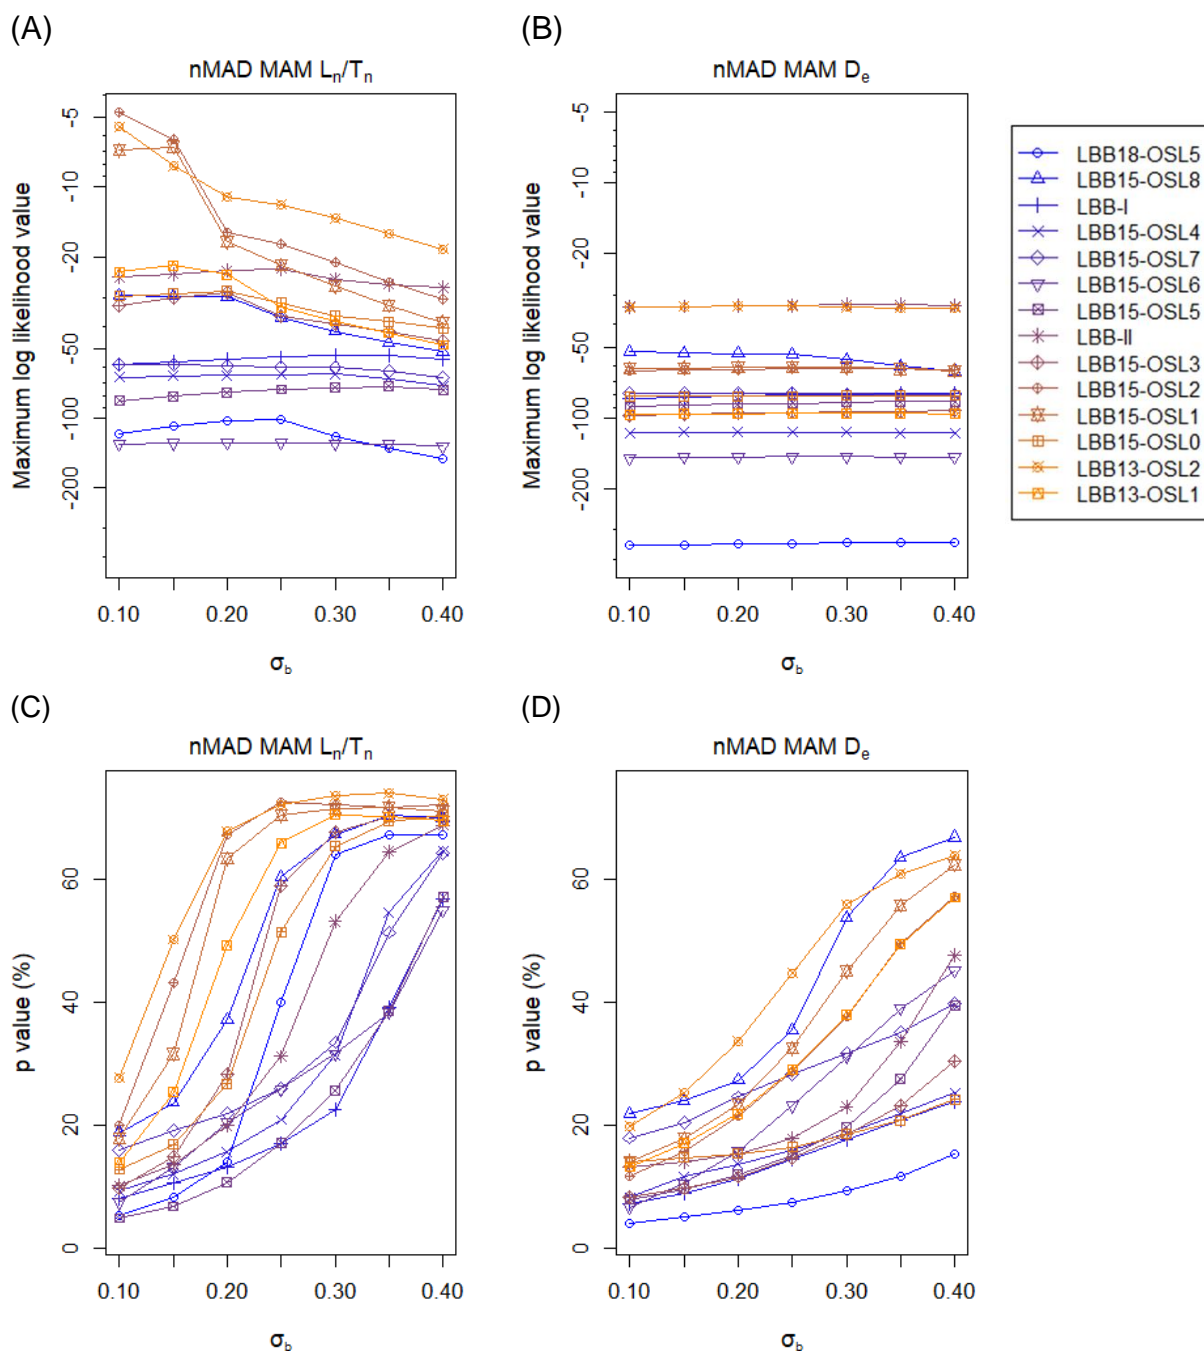 (A)
(B)
nMAD MAM Ln/Tn
nMAD MAM De
Maximum log likelihood value
-5
-10
-20
-50
-100
-200
0.10 0.20 0.30 0.40
σb
Maximum log likelihood value
-5
-10
-20
-50
-100
-200
0.10 0.20 0.30 0.40
σb
LBB18-OSL5
LBB15-OSL8
LBB-I
LBB15-OSL4
LBB15-OSL7
LBB15-OSL6
LBB15-OSL5
LBB-II
LBB15-OSL3
LBB15-OSL2
LBB15-OSL1
LBB15-OSL0
LBB13-OSL2
LBB13-OSL1
(C)
(D)
nMAD MAM Ln/Tn
nMAD MAM De
p value (%)
60
40
20
0
0.10 0.20 0.30 0.40
σb
p value (%)
60
40
20
0
0.10 0.20 0.30 0.40
σb